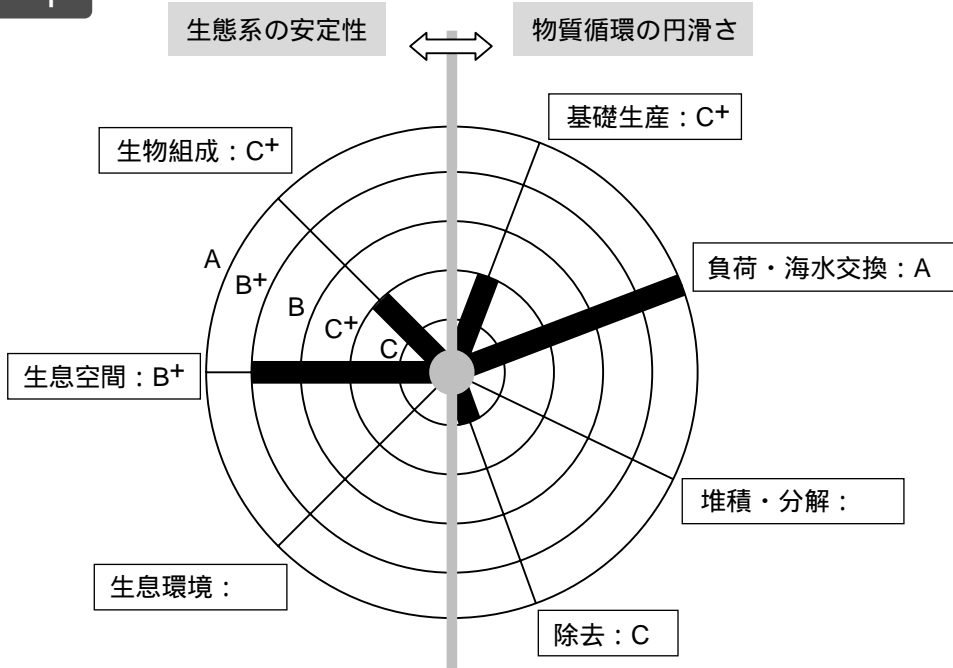 生態系の安定性
物質循環の円滑さ
基礎生産：C+
生物組成：C+
A
B+
B
C+
C
負荷・海水交換：A
生息空間：B+
堆積・分解：
生息環境：
除去：C